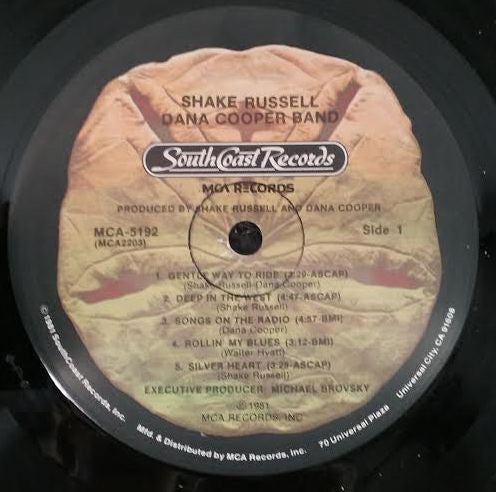 SHAKE RUSSELL
DANA COOPER BAND
SouthCoast Records
MCA RECORDS
PRODUCED BY SHAKE RUSSELL AND DANA COOPER
MCA-5192
(MCA2203)
Side 1
1. GENTLE WAY TO RIDE (3:29-ASCAP)
(Shake Russell-Dana Cooper)
2. DEEP IN THE WEST (4:47-ASCAP)
(Shake Russell)
3. SONGS ON THE RADIO (4:57-BMI)
(Dana Cooper)
4. ROLLIN' MY BLUES (3:12-BMI)
(Walter Hyatt)
5. SILVER HEART (3:29-ASCAP)
(Shake Russell)
EXECUTIVE PRODUCER: MICHAEL BROVSKY
℗ 1981
MCA RECORDS, INC.
© 1981 SouthCoast Records, Inc.
Mfd. & Distributed by MCA Records, Inc. 70 Universal Plaza Universal City, CA 91608